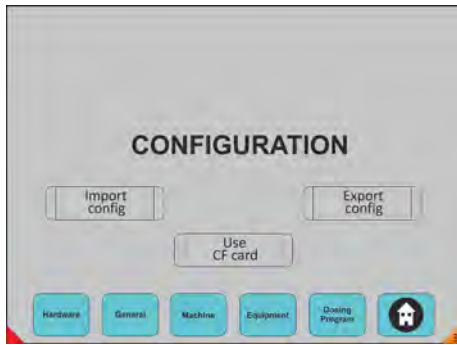 CONFIGURATION
Import
config
Export
config
Use
CF card
Hardware
General
Machine
Equipment
Dosing
Program